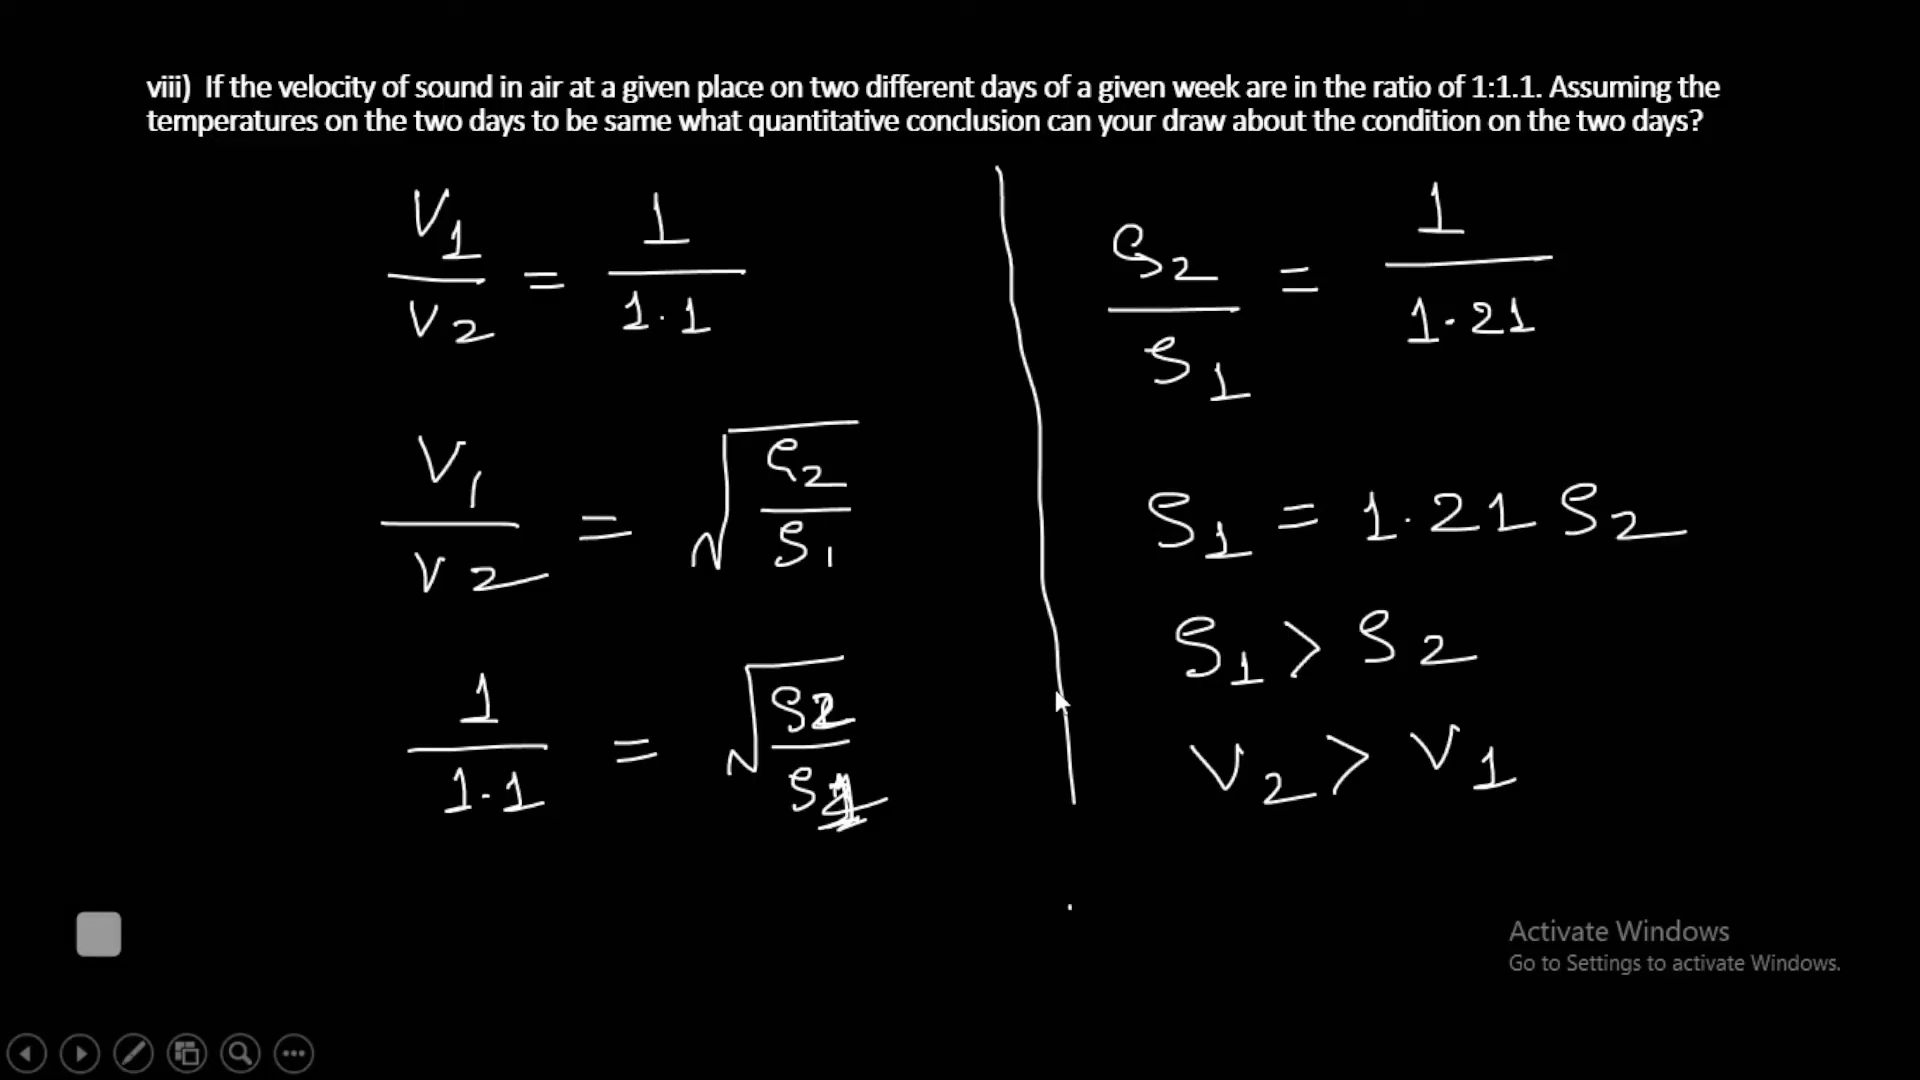 viii) If the velocity of sound in air at a given place on two different days of a given week are in the ratio of 1:1.1. Assuming the
temperatures on the two days to be same what quantitative conclusion can your draw about the condition on the two days?
V₁/V₂ = 1/1.1
V₁/V₂ = √(ρ₂/ρ₁)
1/1.1 = √(ρ₂/ρ₁)
ρ₂/ρ₁ = 1/1.21
ρ₁ = 1.21 ρ₂
ρ₁ > ρ₂
V₂ > V₁
Activate Windows
Go to Settings to activate Windows.